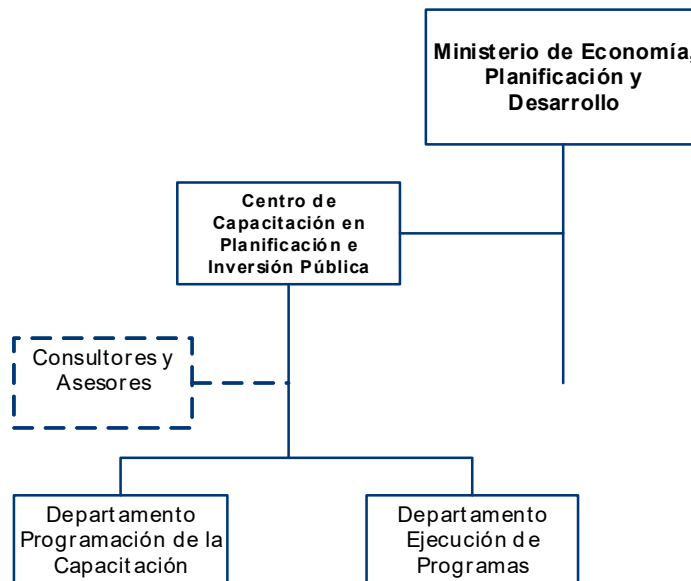 Ministerio de Economía,
Planificación y
Desarrollo
Centro de
Capacitación en
Planificación e
Inversión Pública
Consultores y
Asesores
Departamento
Programación de la
Capacitación
Departamento
Ejecución de
Programas